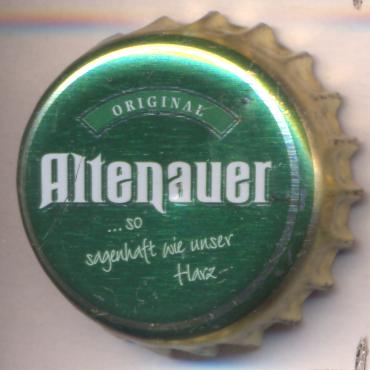 ORIGINAL
Altenauer
...so
sagenhaft wie unser
Harz